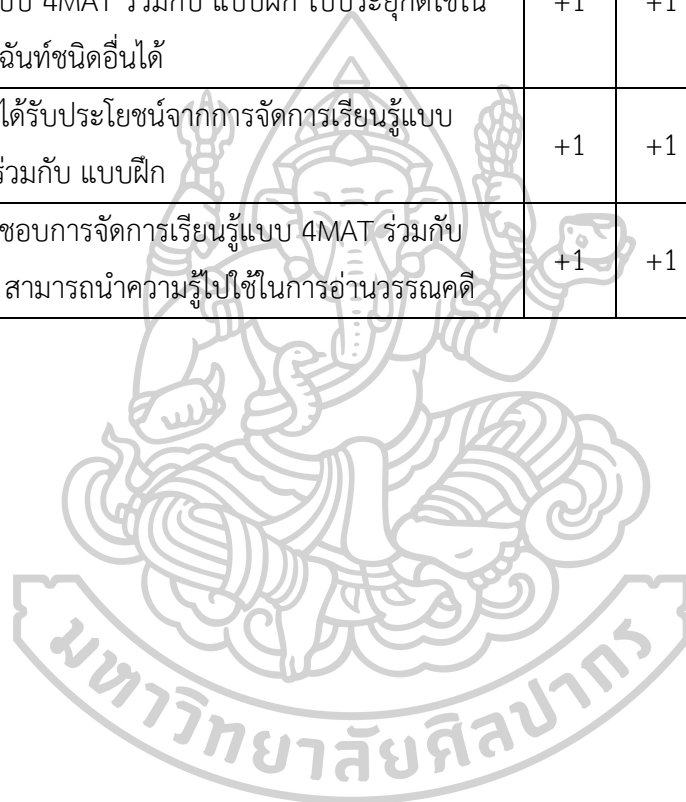 4MAT ร่วมกับ แบบฝึก ไปประยุกต์ใช้ใน +1 +1
ฉันท์ชนิดอื่นได้
ได้รับประโยชน์จากการจัดการเรียนรู้แบบ
ร่วมกับ แบบฝึก +1 +1
ชอบการจัดการเรียนรู้แบบ 4MAT ร่วมกับ
สามารถนำความรู้ไปใช้ในการอ่านวรรณคดี +1 +1
มหาวิทยาลัยศิลปากร